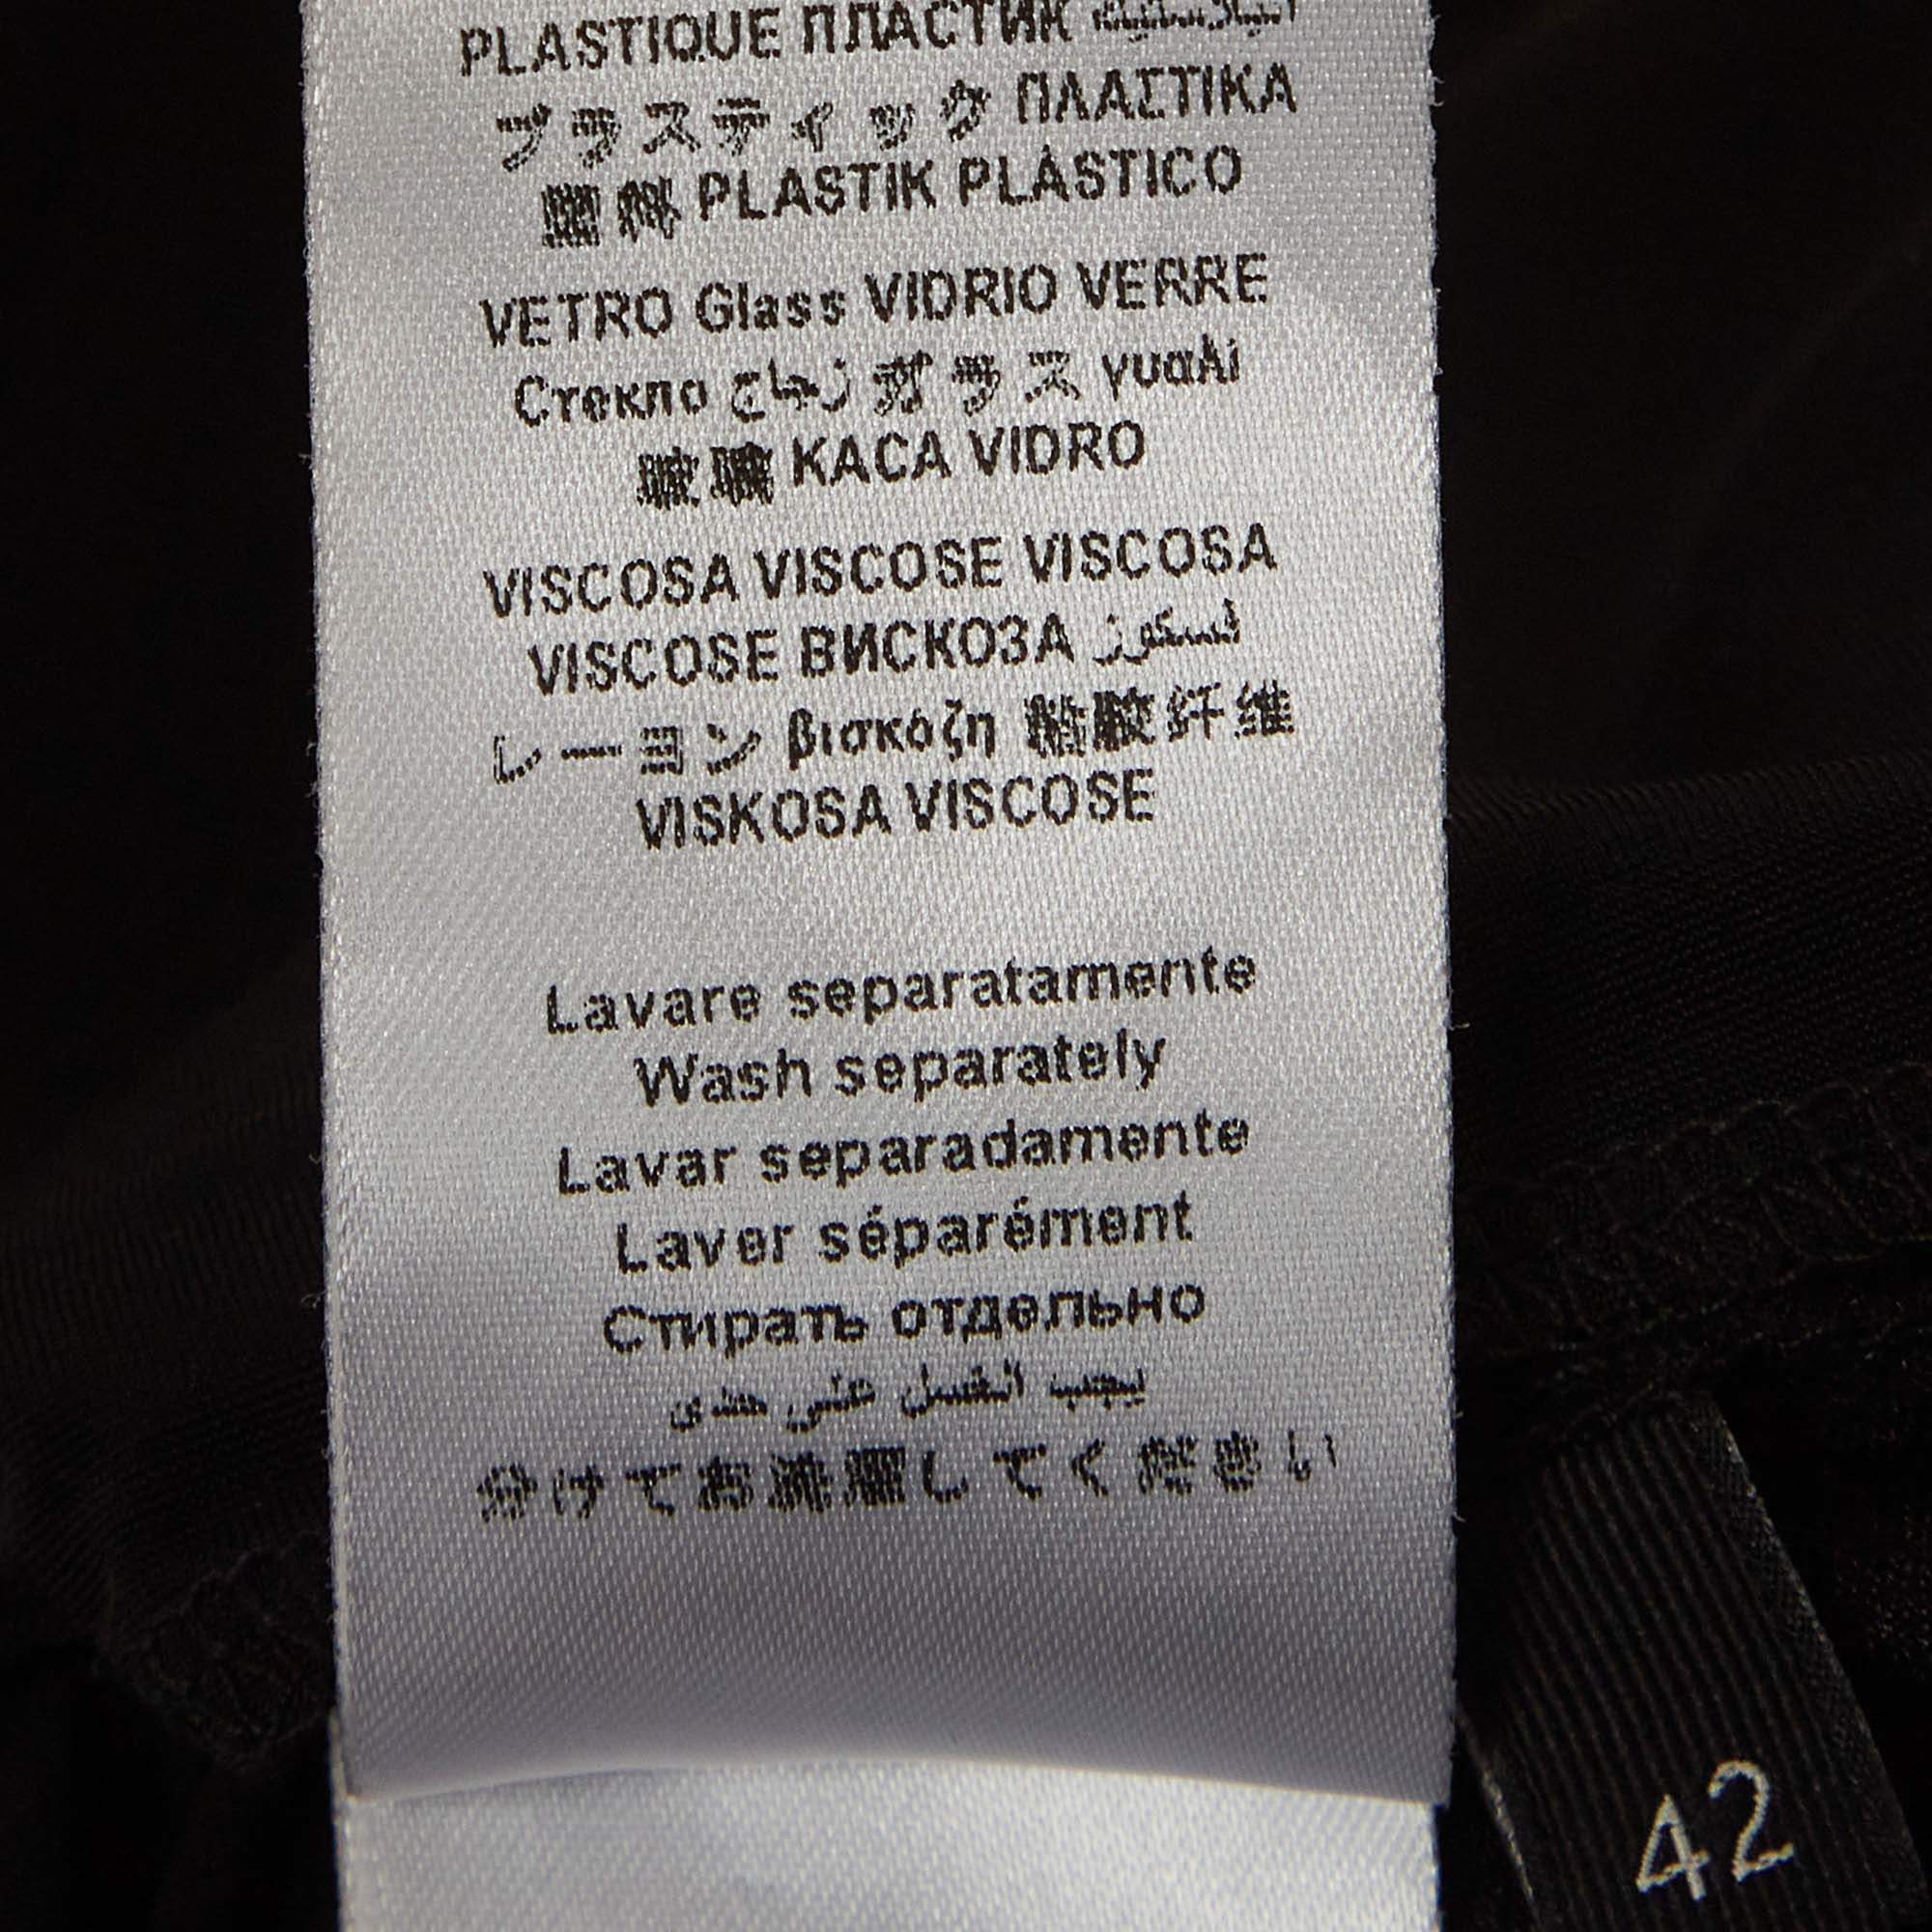 PLASTIQUE ПЛАСТИК
プラスティック ΠΛΑΣΤΙΚΑ
塑料 PLASTIK PLÁSTICO
VETRO Glass VIDRIO VERRE
Стекло زجاج ガラス γυαλί
KACA VIDRO
VISCOSA VISCOSE VISCOSA
VISCOSE ВИСКОЗА فسكوز
レーヨン βισκόζη 粘胶纤维
VISKOSA VISCOSE
Lavare separatamente
Wash separately
Lavar separadamente
Laver séparément
Стирать отдельно
يجب الغسل على حدى
分けてお洗濯してください
42